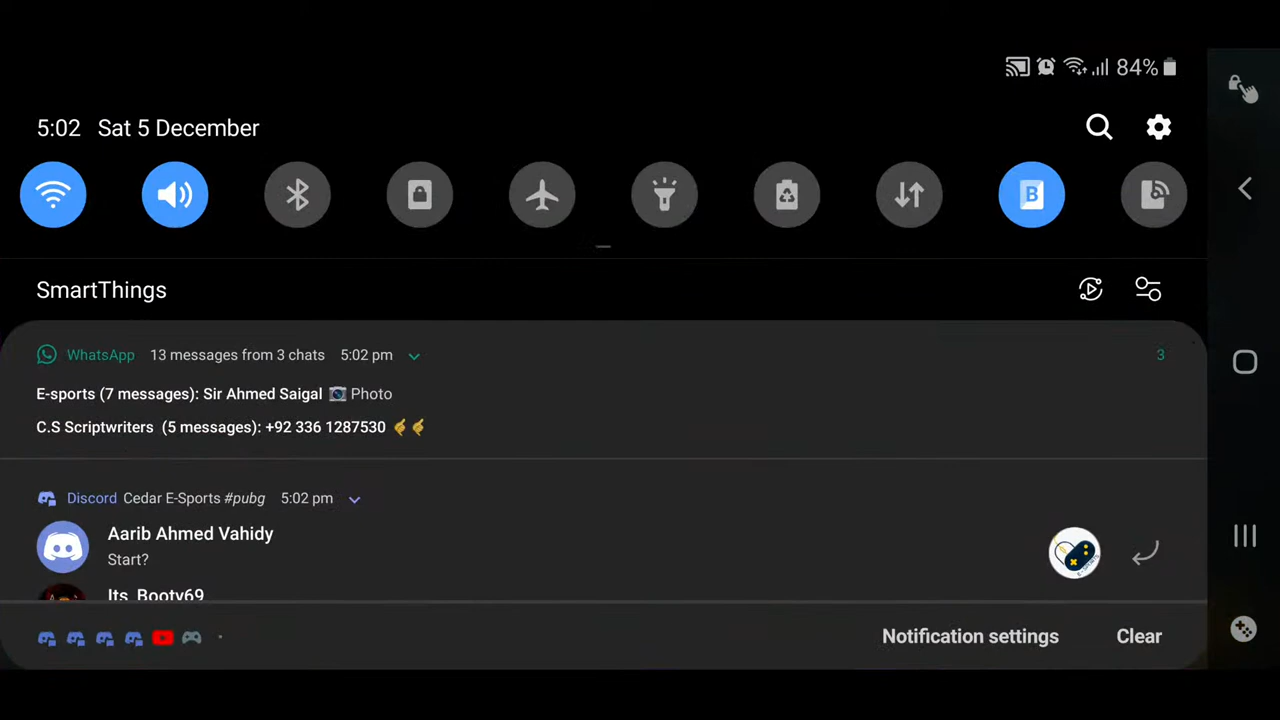 84%
5:02 Sat 5 December
B
SmartThings
WhatsApp 13 messages from 3 chats 5:02 pm 3
E-sports (7 messages): Sir Ahmed Saigal 📷 Photo
C.S Scriptwriters (5 messages): +92 336 1287530
Discord Cedar E-Sports #pubg 5:02 pm
Aarib Ahmed Vahidy
Start?
Its_Booty69
Notification settings Clear